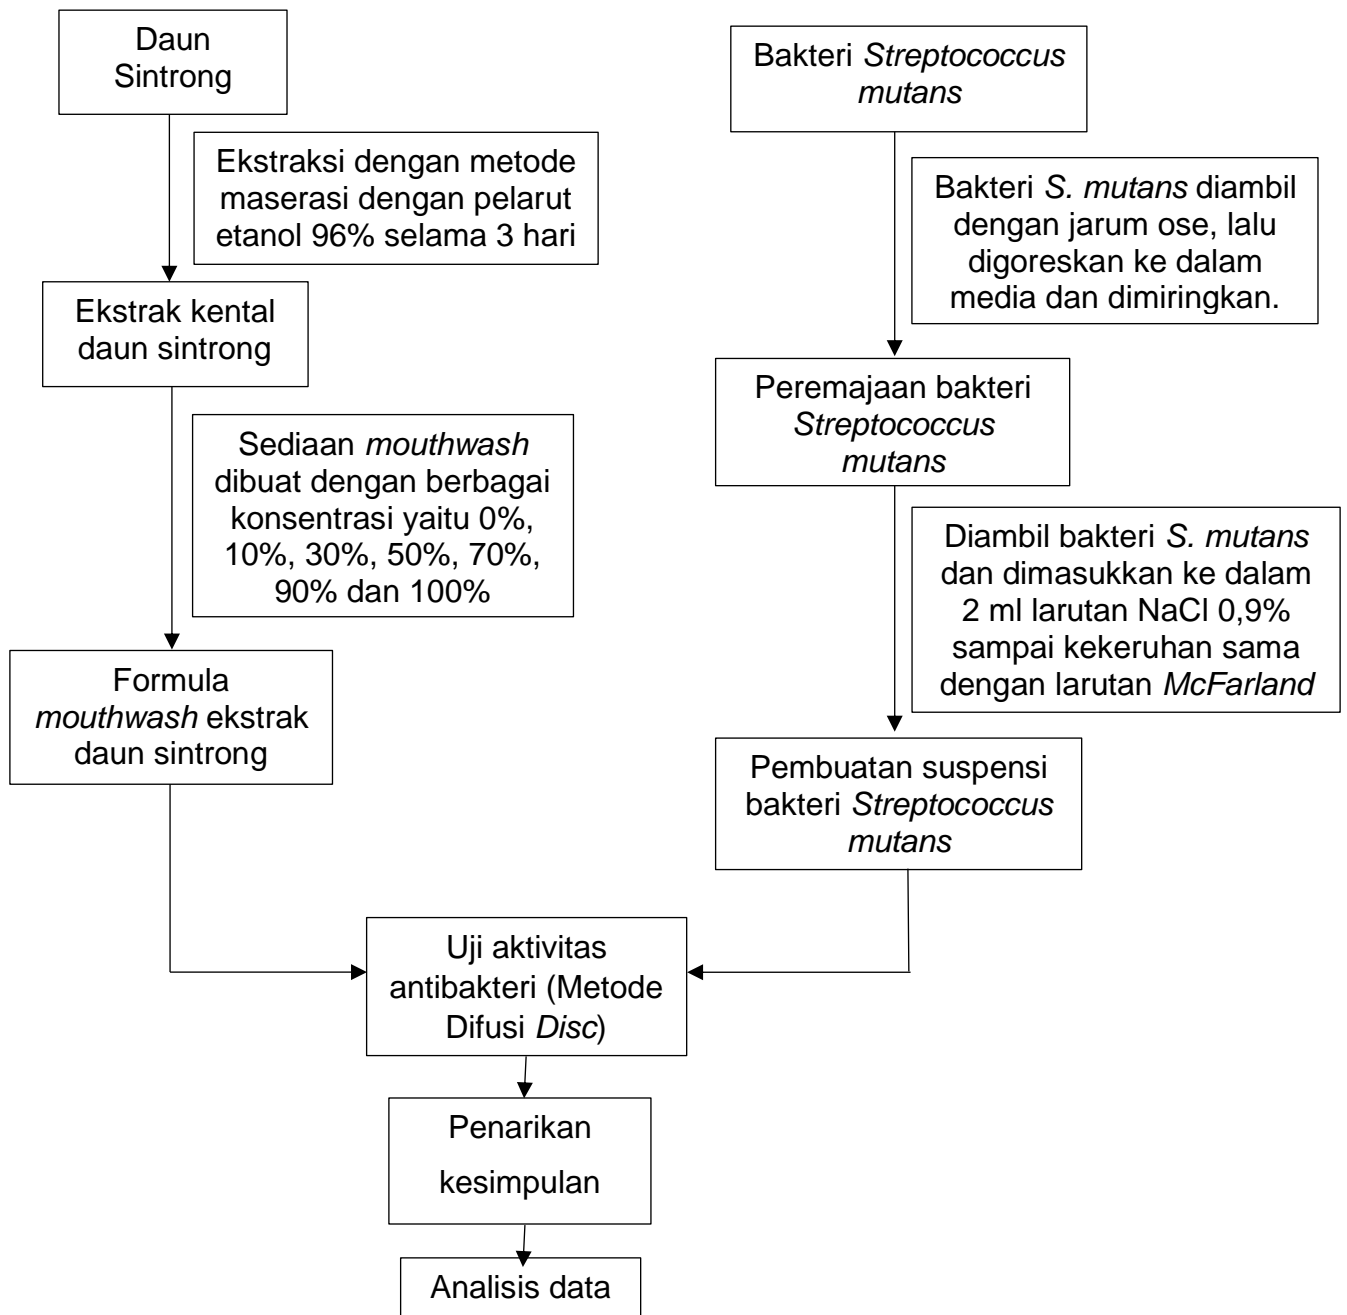 Daun
Sintrong
Ekstraksi dengan metode
maserasi dengan pelarut
etanol 96% selama 3 hari
Ekstrak kental
daun sintrong
Sediaan mouthwash
dibuat dengan berbagai
konsentrasi yaitu 0%,
10%, 30%, 50%, 70%,
90% dan 100%
Formula
mouthwash ekstrak
daun sintrong
Bakteri Streptococcus
mutans
Bakteri S. mutans diambil
dengan jarum ose, lalu
digoreskan ke dalam
media dan dimiringkan.
Peremajaan bakteri
Streptococcus
mutans
Diambil bakteri S. mutans
dan dimasukkan ke dalam
2 ml larutan NaCl 0,9%
sampai kekeruhan sama
dengan larutan McFarland
Pembuatan suspensi
bakteri Streptococcus
mutans
Uji aktivitas
antibakteri (Metode
Difusi Disc)
Penarikan
kesimpulan
Analisis data